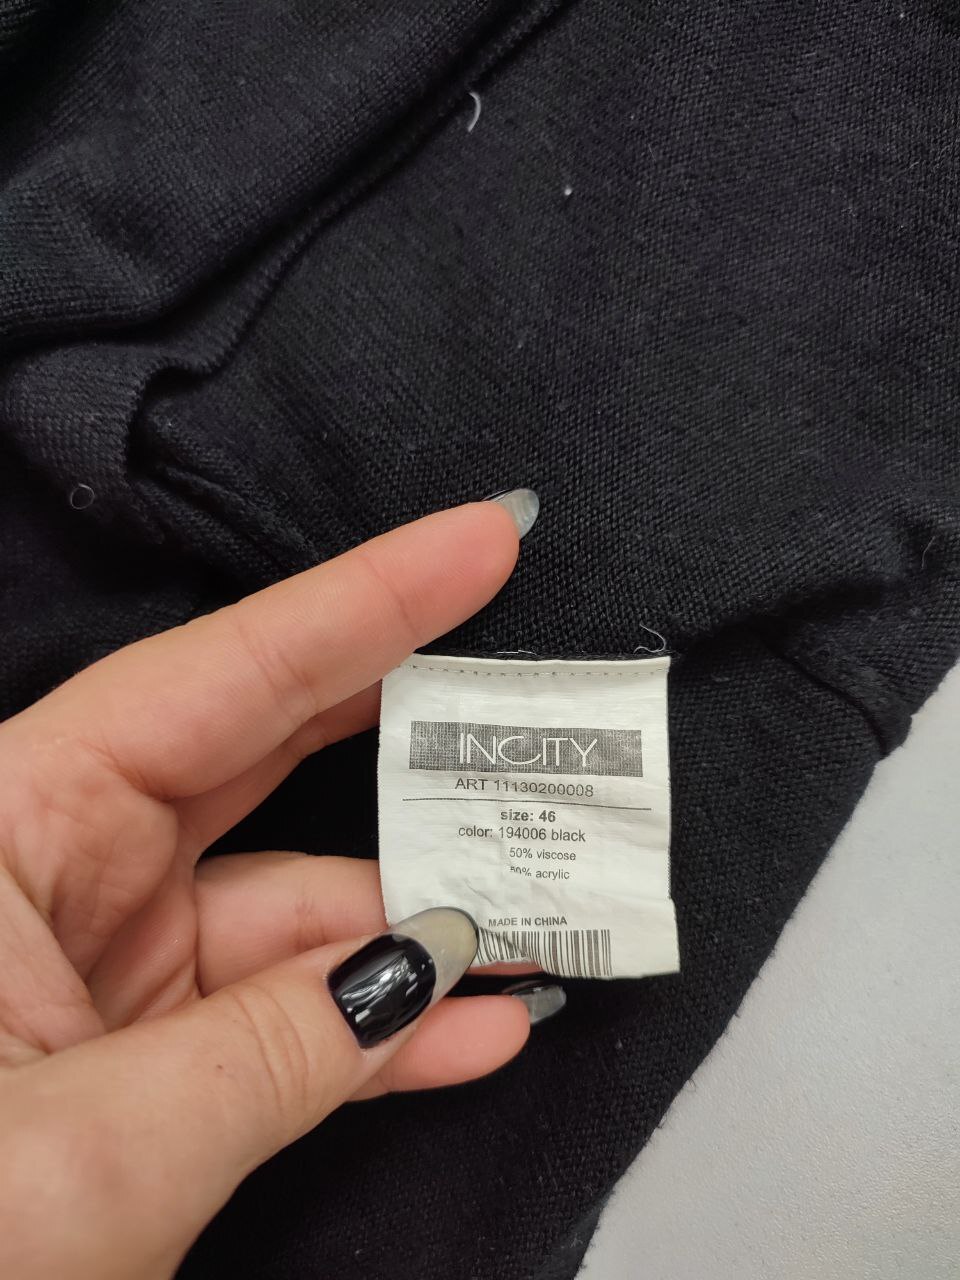 INCITY
ART 11130200008
size: 46
color: 194006 black
50% viscose
50% acrylic
MADE IN CHINA